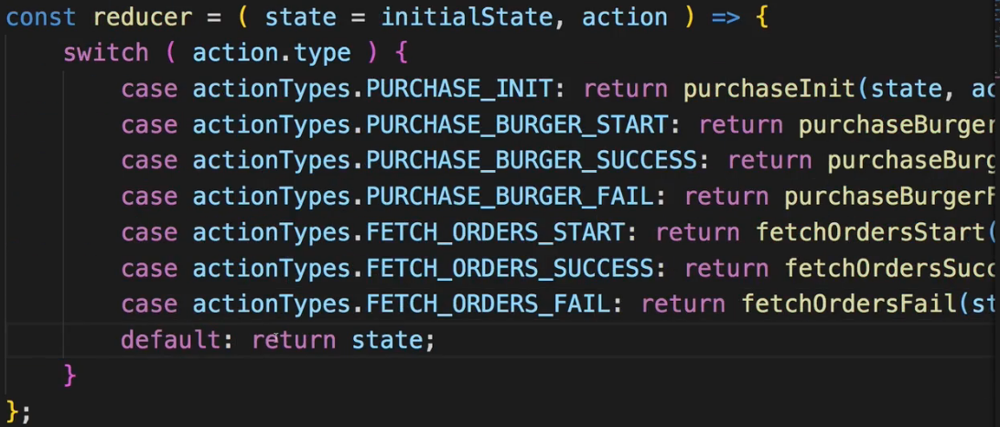 const reducer = ( state = initialState, action ) => {
switch ( action.type ) {
case actionTypes.PURCHASE_INIT: return purchaseInit(state, ac
case actionTypes.PURCHASE_BURGER_START: return purchaseBurger
case actionTypes.PURCHASE_BURGER_SUCCESS: return purchaseBurg
case actionTypes.PURCHASE_BURGER_FAIL: return purchaseBurgerF
case actionTypes.FETCH_ORDERS_START: return fetchOrdersStart(
case actionTypes.FETCH_ORDERS_SUCCESS: return fetchOrdersSucc
case actionTypes.FETCH_ORDERS_FAIL: return fetchOrdersFail(st
default: return state;
}
};